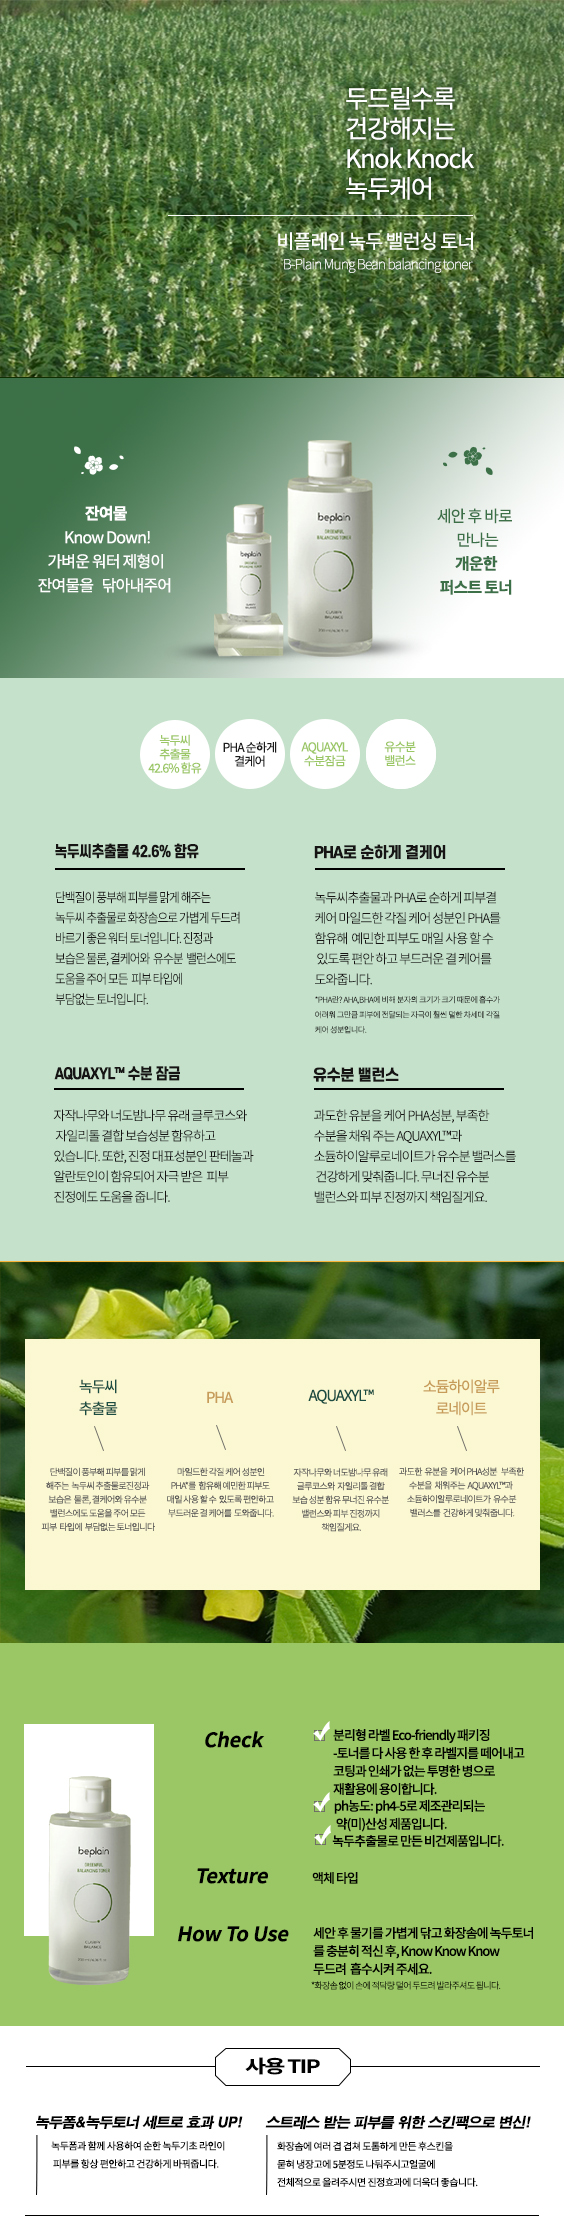 두드릴수록
건강해지는
Knok Knock
녹두케어
비플레인 녹두 밸런싱 토너
B-Plain Mung Bean balancing toner
잔여물
Know Down!
가벼운 워터 제형이
잔여물을 닦아내주어
beplain
beplain
GREENFUL
BALANCING TONER
CLASP &
BALANCE
세안 후 바로
만나는
개운한
퍼스트 토너
녹두씨
추출물
42.6% 함유
PHA 순하게
결케어
AQUAXYL
수분잠금
유수분
밸런스
녹두씨추출물 42.6% 함유
단백질이 풍부해 피부를 맑게 해주는
녹두씨 추출물로 화장솜으로 가볍게 두드려
바르기 좋은 워터 토너입니다. 진정과
보습은 물론, 결케어와 유수분 밸런스에도
도움을 주어 모든 피부 타입에
부담없는 토너입니다.
PHA로 순하게 결케어
녹두씨추출물과 PHA로 순하게 피부결
케어 마일드한 각질 케어 성분인 PHA를
함유해 예민한 피부도 매일 사용 할 수
있도록 편안 하고 부드러운 결 케어를
도와줍니다.
*PHA란? AHA,BHA에 비해 분자의 크기가 크기 때문에 흡수가
어려워 그만큼 피부에 전달되는 자극이 훨씬 덜한 차세대 각질
케어 성분입니다.
AQUAXYL™ 수분 잠금
자작나무와 너도밤나무 유래 글루코스와
자일리톨 결합 보습성분 함유하고
있습니다. 또한, 진정 대표성분인 판테놀과
알란토인이 함유되어 자극 받은 피부
진정에도 도움을 줍니다.
유수분 밸런스
과도한 유분을 케어 PHA성분, 부족한
수분을 채워 주는 AQUAXYL™과
소듐하이알루로네이트가 유수분 밸러스를
건강하게 맞춰줍니다. 무너진 유수분
밸런스와 피부 진정까지 책임질게요.
녹두씨
추출물
단백질이 풍부해 피부를 맑게
해주는 녹두씨 추출물로진정과
보습은 물론, 결케어와 유수분
밸런스에도 도움을 주어 모든
피부 타입에 부담없는 토너입니다
PHA
마일드한 각질 케어 성분인
PHA*를 함유해 예민한 피부도
매일 사용 할 수 있도록 편안하고
부드러운 결 케어를 도와줍니다.
AQUAXYL™
자작나무와 너도밤나무 유래
글루코스와 자일리톨 결합
보습 성분 함유 무너진 유수분
밸런스와 피부 진정까지
책임질게요.
소듐하이알루
로네이트
과도한 유분을 케어 PHA성분 부족한
수분을 채워주는 AQUAXYL™과
소듐하이알루로네이트가 유수분
밸러스를 건강하게 맞춰줍니다.
beplain
GREENFUL
BALANCING TONER
Check
분리형 라벨 Eco-friendly 패키징
-토너를 다 사용 한 후 라벨지를 떼어내고
코팅과 인쇄가 없는 투명한 병으로
재활용에 용이합니다.
ph농도: ph4-5로 제조관리되는
약(미)산성 제품입니다.
녹두추출물로 만든 비건제품입니다.
Texture
액체 타입
How To Use
세안 후 물기를 가볍게 닦고 화장솜에 녹두토너
를 충분히 적신 후, Know Know Know
두드려 흡수시켜 주세요.
*화장솜 없이 손에 적닥량 덜어 두드려 발라주셔도 됩니다.
사용 TIP
녹두폼&녹두토너 세트로 효과 UP!
녹두폼과 함께 사용하여 순한 녹두기초 라인이
피부를 항상 편안하고 건강하게 바꿔줍니다.
스트레스 받는 피부를 위한 스킨팩으로 변신!
화장솜에 여러 겹 겹쳐 도톰하게 만든 후스킨을
묻혀 냉장고에 5분정도 나둬주시고얼굴에
전체적으로 올려주시면 진정효과에 더욱더 좋습니다.